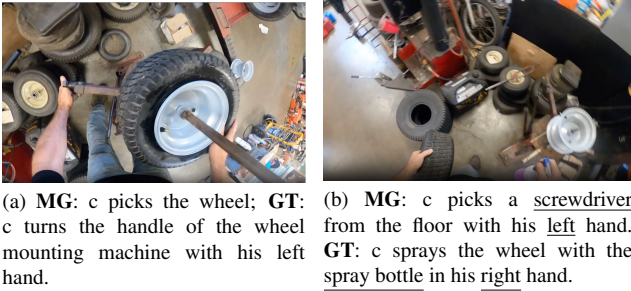 (a) MG: c picks the wheel; GT:
c turns the handle of the wheel
mounting machine with his left
hand.
(b) MG: c picks a screwdriver
from the floor with his left hand.
GT: c sprays the wheel with the
spray bottle in his right hand.